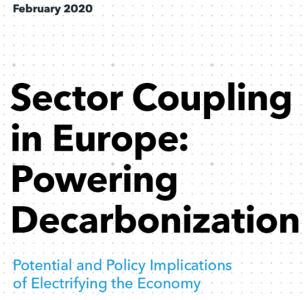 February 2020
Sector Coupling
in Europe:
Powering
Decarbonization
Potential and Policy Implications
of Electrifying the Economy